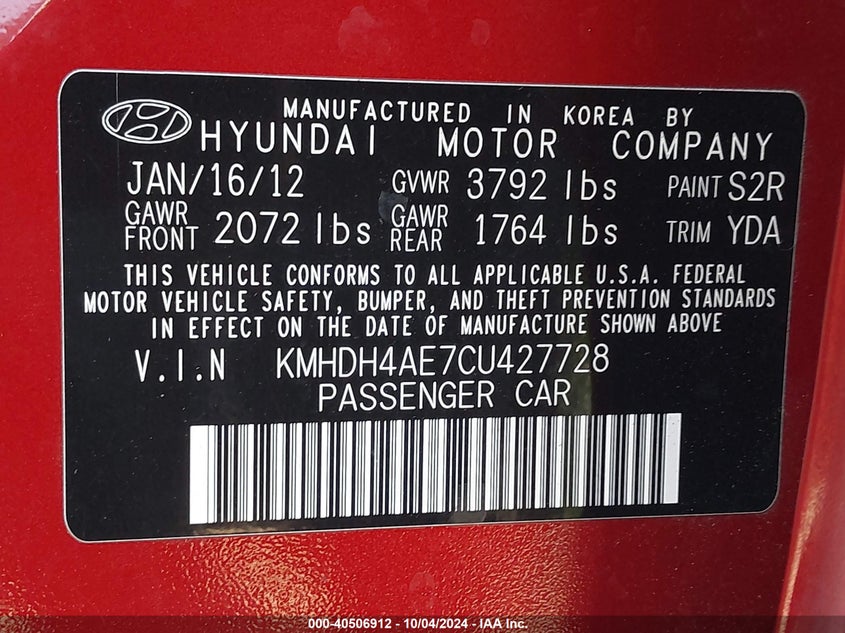 MANUFACTURED IN KOREA BY
HYUNDAI MOTOR COMPANY
JAN/16/12 GVWR 3792 lbs PAINT S2R
GAWR FRONT 2072 lbs GAWR REAR 1764 lbs TRIM YDA
THIS VEHICLE CONFORMS TO ALL APPLICABLE U.S.A. FEDERAL
MOTOR VEHICLE SAFETY, BUMPER, AND THEFT PREVENTION STANDARDS
IN EFFECT ON THE DATE OF MANUFACTURE SHOWN ABOVE
V.I.N KMHDH4AE7CU427728
PASSENGER CAR
000-40506912 - 10/04/2024 - IAA Inc.